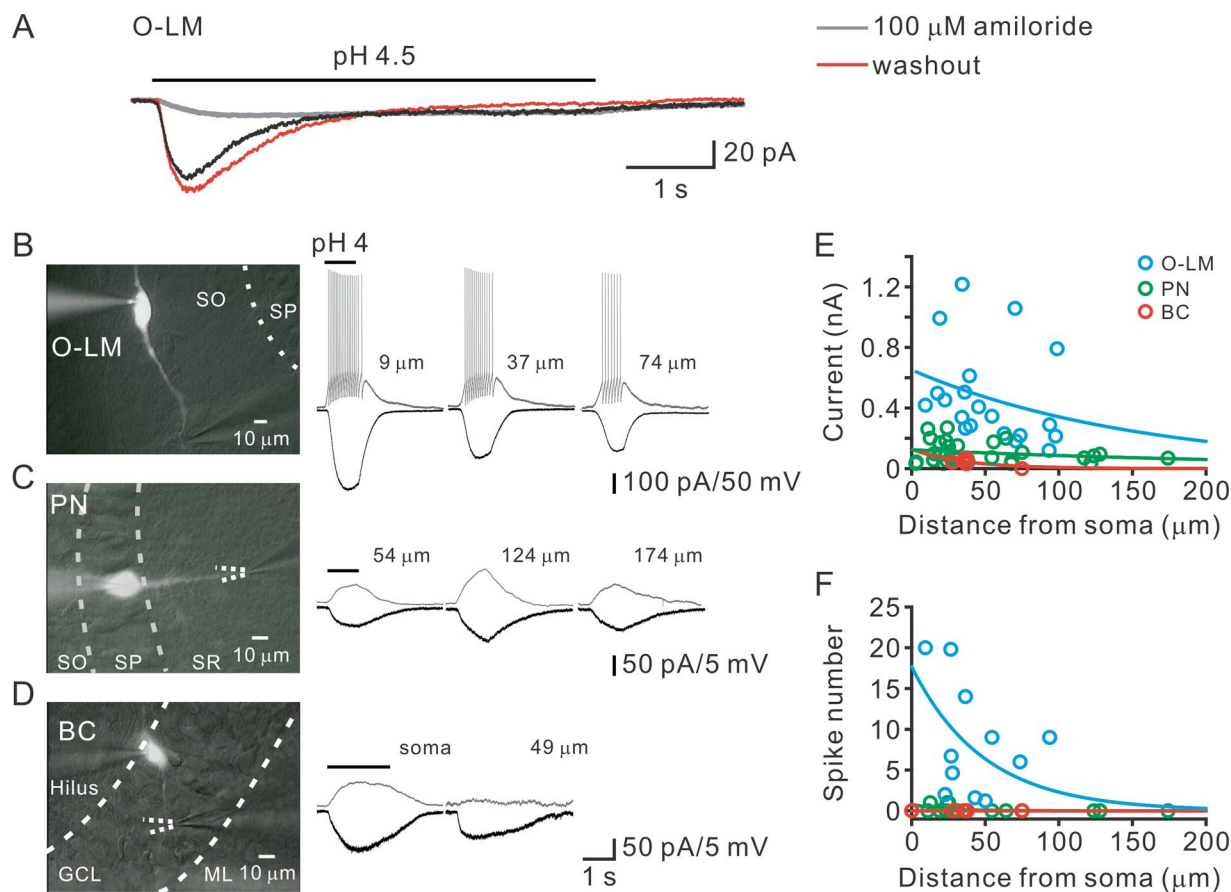 A
O-LM
pH 4.5
100 μM amiloride
washout
20 pA
1 s
B
O-LM
SO
SP
10 μm
pH 4
9 μm
37 μm
74 μm
100 pA/50 mV
C
PN
SO
SP
SR
10 μm
54 μm
124 μm
174 μm
50 pA/5 mV
D
BC
Hilus
GCL
ML
10 μm
soma
49 μm
50 pA/5 mV
1 s
E
O-LM
PN
BC
Current (nA)
1.2
0.8
0.4
0
0 50 100 150 200
Distance from soma (μm)
F
Spike number
25
20
15
10
5
0
0 50 100 150 200
Distance from soma (μm)